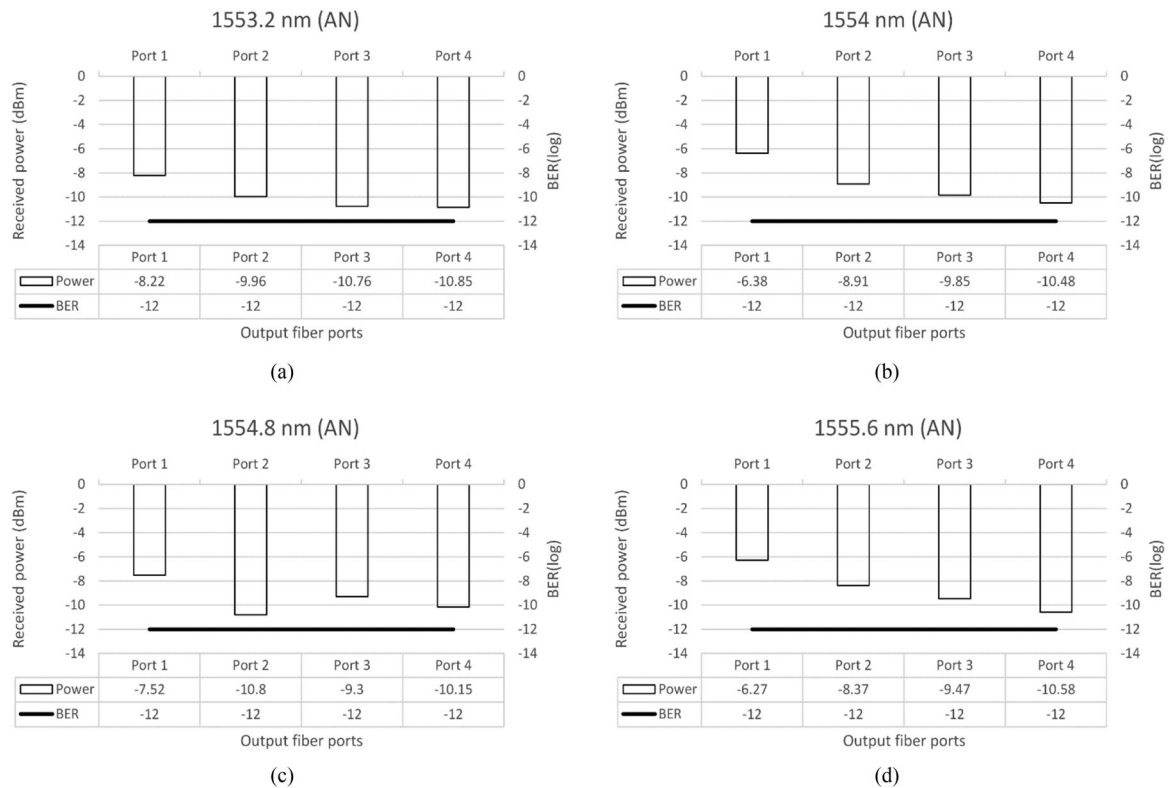 1553.2 nm (AN)
Port 1 Port 2 Port 3 Port 4
Received power (dBm)
0
-2
-4
-6
-8
-10
-12
-14
0
-2
-4
-6
-8
-10
-12
-14
BER(log)
Port 1 Port 2 Port 3 Port 4
Power -8.22 -9.96 -10.76 -10.85
BER -12 -12 -12 -12
Output fiber ports
(a)
1554 nm (AN)
Port 1 Port 2 Port 3 Port 4
Received power (dBm)
0
-2
-4
-6
-8
-10
-12
-14
0
-2
-4
-6
-8
-10
-12
-14
BER(log)
Port 1 Port 2 Port 3 Port 4
Power -6.38 -8.91 -9.85 -10.48
BER -12 -12 -12 -12
Output fiber ports
(b)
1554.8 nm (AN)
Port 1 Port 2 Port 3 Port 4
Received power (dBm)
0
-2
-4
-6
-8
-10
-12
-14
0
-2
-4
-6
-8
-10
-12
-14
BER(log)
Port 1 Port 2 Port 3 Port 4
Power -7.52 -10.8 -9.3 -10.15
BER -12 -12 -12 -12
Output fiber ports
(c)
1555.6 nm (AN)
Port 1 Port 2 Port 3 Port 4
Received power (dBm)
0
-2
-4
-6
-8
-10
-12
-14
0
-2
-4
-6
-8
-10
-12
-14
BER(log)
Port 1 Port 2 Port 3 Port 4
Power -6.27 -8.37 -9.47 -10.58
BER -12 -12 -12 -12
Output fiber ports
(d)